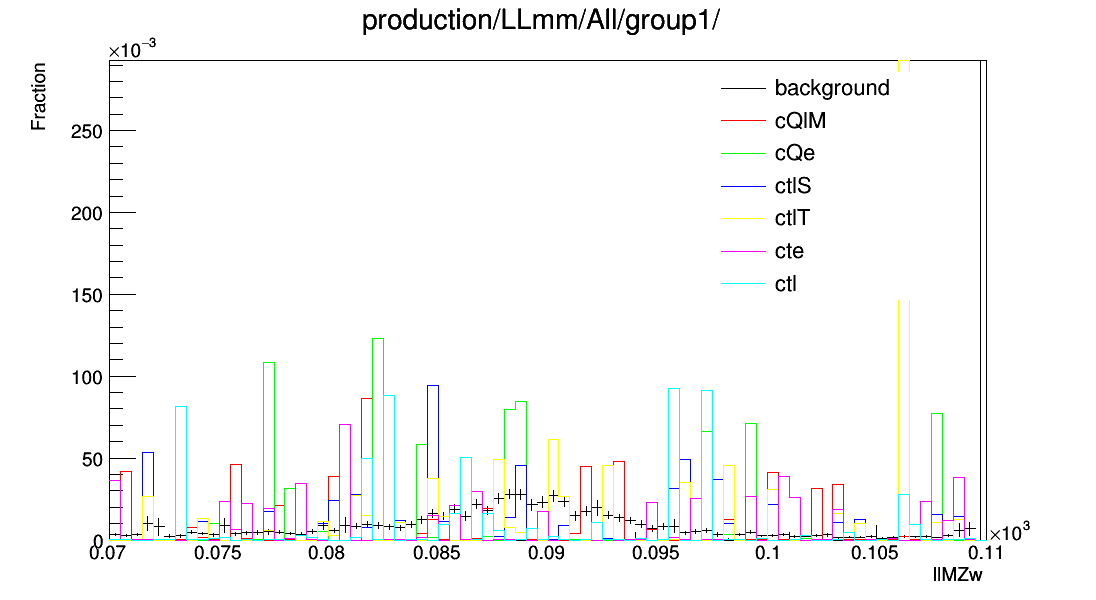 production/LLmm/All/group1/
×10⁻³
Fraction
250
200
150
100
50
0
background
cQlM
cQe
ctlS
ctlT
cte
ctl
0.07 0.075 0.08 0.085 0.09 0.095 0.1 0.105 0.11 ×10³
llMZw